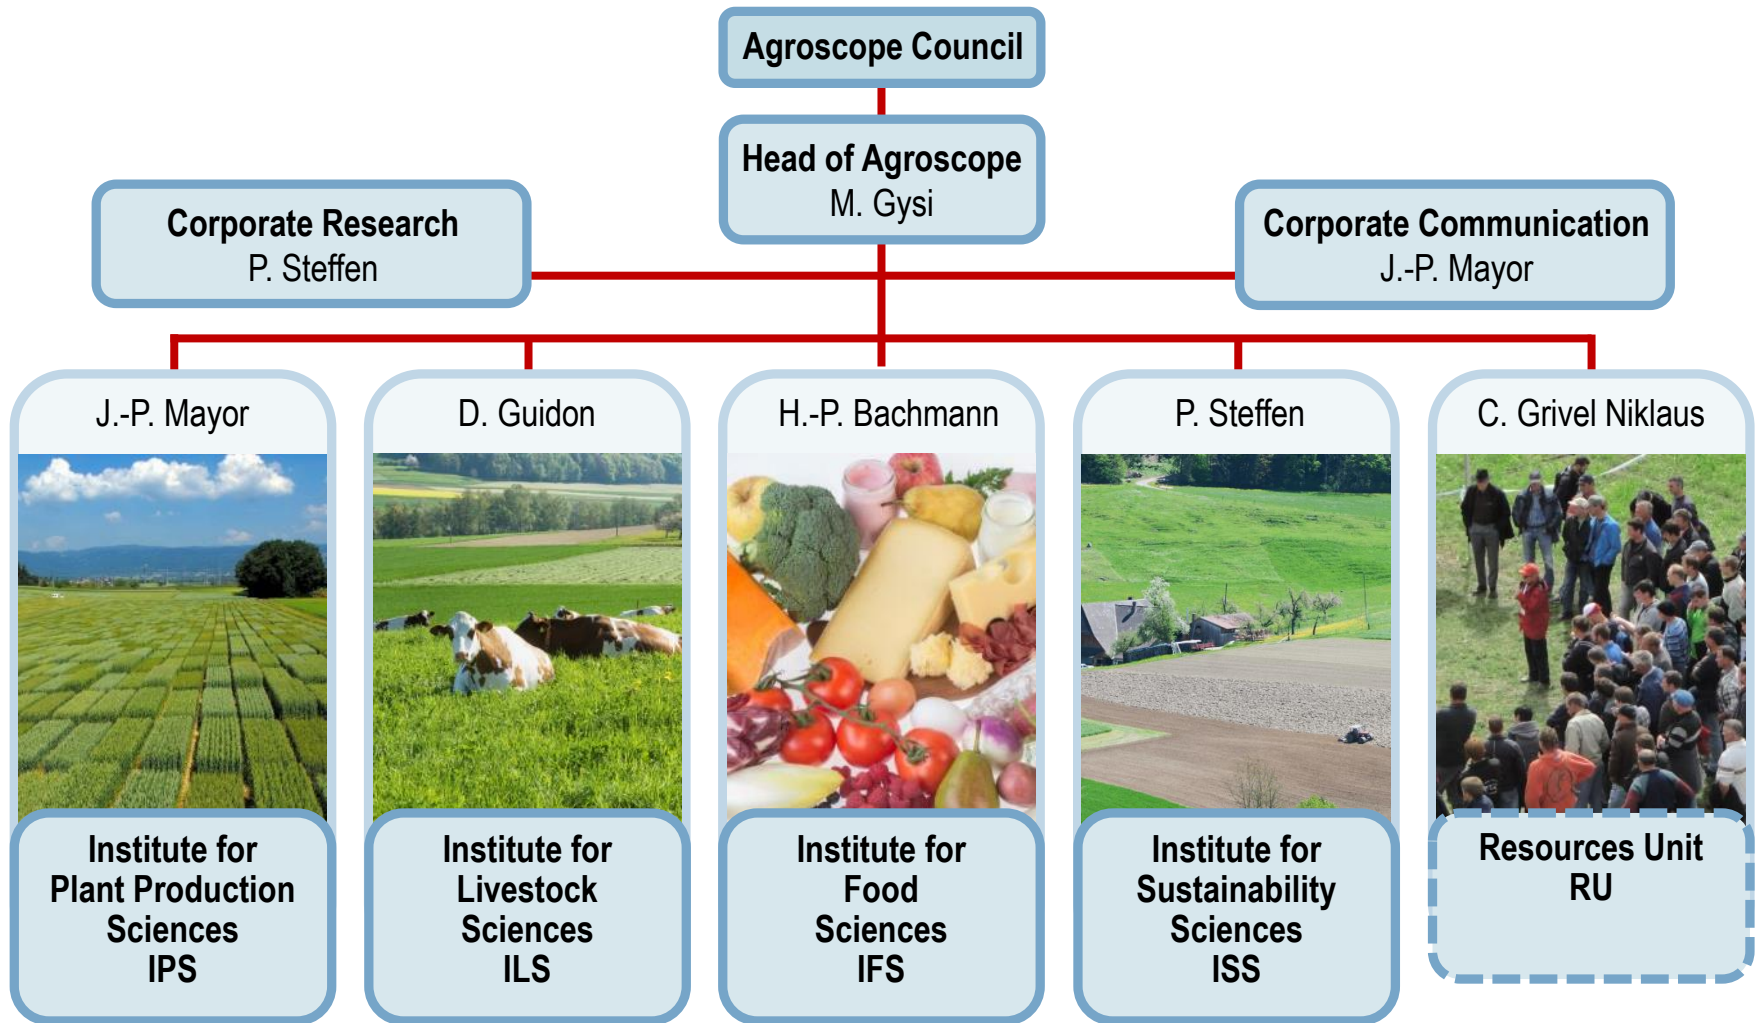 Agroscope Council
Head of Agroscope
M. Gysi
Corporate Research
P. Steffen
Corporate Communication
J.-P. Mayor
J.-P. Mayor
D. Guidon
H.-P. Bachmann
P. Steffen
C. Grivel Niklaus
Institute for
Plant Production
Sciences
IPS
Institute for
Livestock
Sciences
ILS
Institute for
Food
Sciences
IFS
Institute for
Sustainability
Sciences
ISS
Resources Unit
RU